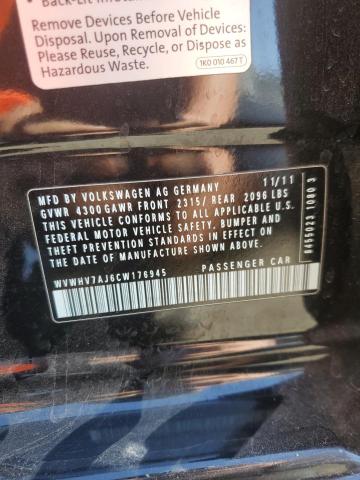 Remove Devices Before Vehicle
Disposal. Upon Removal of Devices:
Please Reuse, Recycle, or Dispose as
Hazardous Waste.
1K0 010 467 T
MFD BY VOLKSWAGEN AG GERMANY 11/11
GVWR 4300 GAWR FRONT 2315/ REAR 2096 LBS
THIS VEHICLE CONFORMS TO ALL APPLICABLE U.S.
FEDERAL MOTOR VEHICLE SAFETY, BUMPER AND
THEFT PREVENTION STANDARDS IN EFFECT ON
THE DATE OF MANUFACTURE SHOWN ABOVE.
WVWHV7AJ6CW176945 PASSENGER CAR